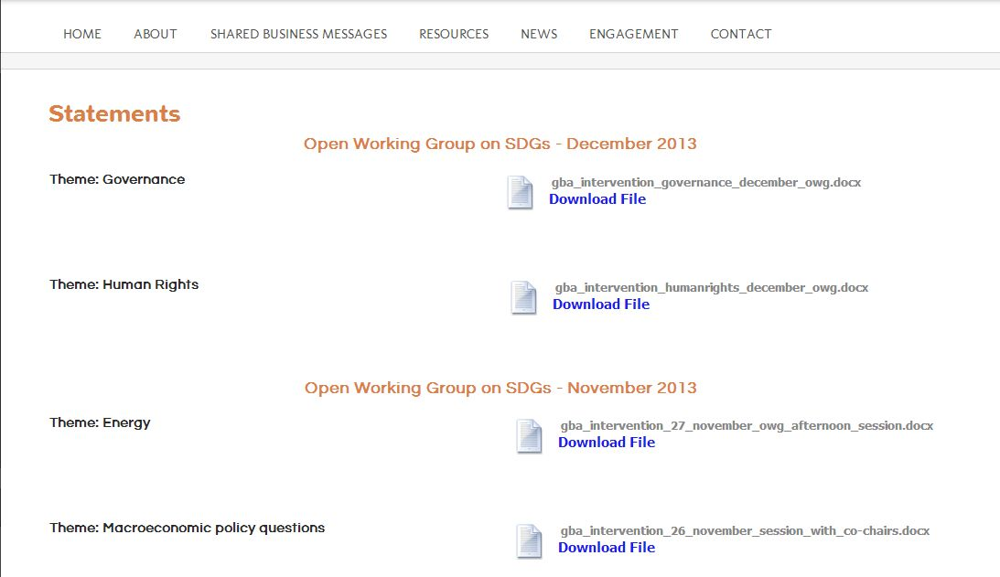 HOME ABOUT SHARED BUSINESS MESSAGES RESOURCES NEWS ENGAGEMENT CONTACT
Statements
Open Working Group on SDGs - December 2013
Theme: Governance
gba_intervention_governance_december_owg.docx
Download File
Theme: Human Rights
gba_intervention_humanrights_december_owg.docx
Download File
Open Working Group on SDGs - November 2013
Theme: Energy
gba_intervention_27_november_owg_afternoon_session.docx
Download File
Theme: Macroeconomic policy questions
gba_intervention_26_november_session_with_co-chairs.docx
Download File